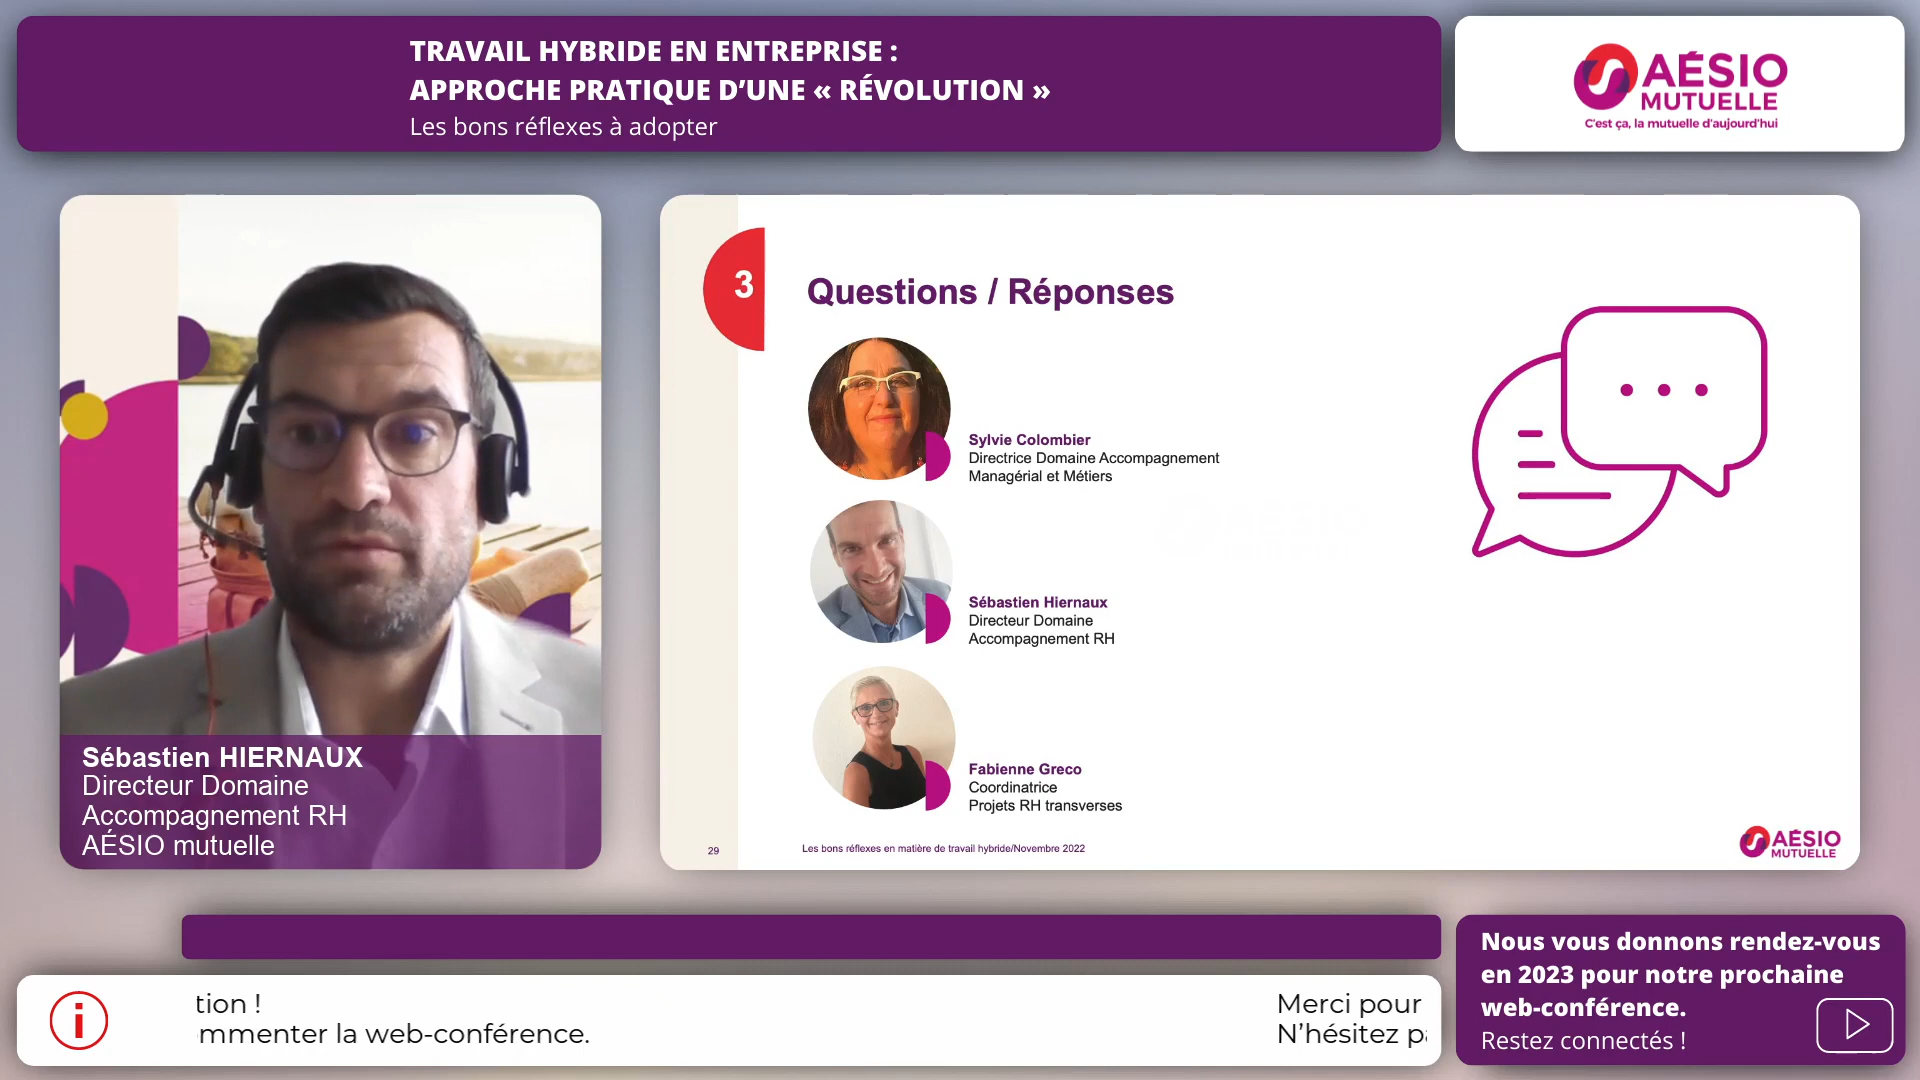 TRAVAIL HYBRIDE EN ENTREPRISE :
APPROCHE PRATIQUE D'UNE « RÉVOLUTION »
Les bons réflexes à adopter
AÉSIO
MUTUELLE
C'est ça, la mutuelle d'aujourd'hui
Sébastien HIERNAUX
Directeur Domaine
Accompagnement RH
AÉSIO mutuelle
3
Questions / Réponses
Sylvie Colombier
Directrice Domaine Accompagnement
Managérial et Métiers
Sébastien Hiernaux
Directeur Domaine
Accompagnement RH
Fabienne Greco
Coordinatrice
Projets RH transverses
29
Les bons réflexes en matière de travail hybride/Novembre 2022
AÉSIO
MUTUELLE
i
tion !
mmenter la web-conférence.
Merci pour
N'hésitez pa
Nous vous donnons rendez-vous
en 2023 pour notre prochaine
web-conférence.
Restez connectés !